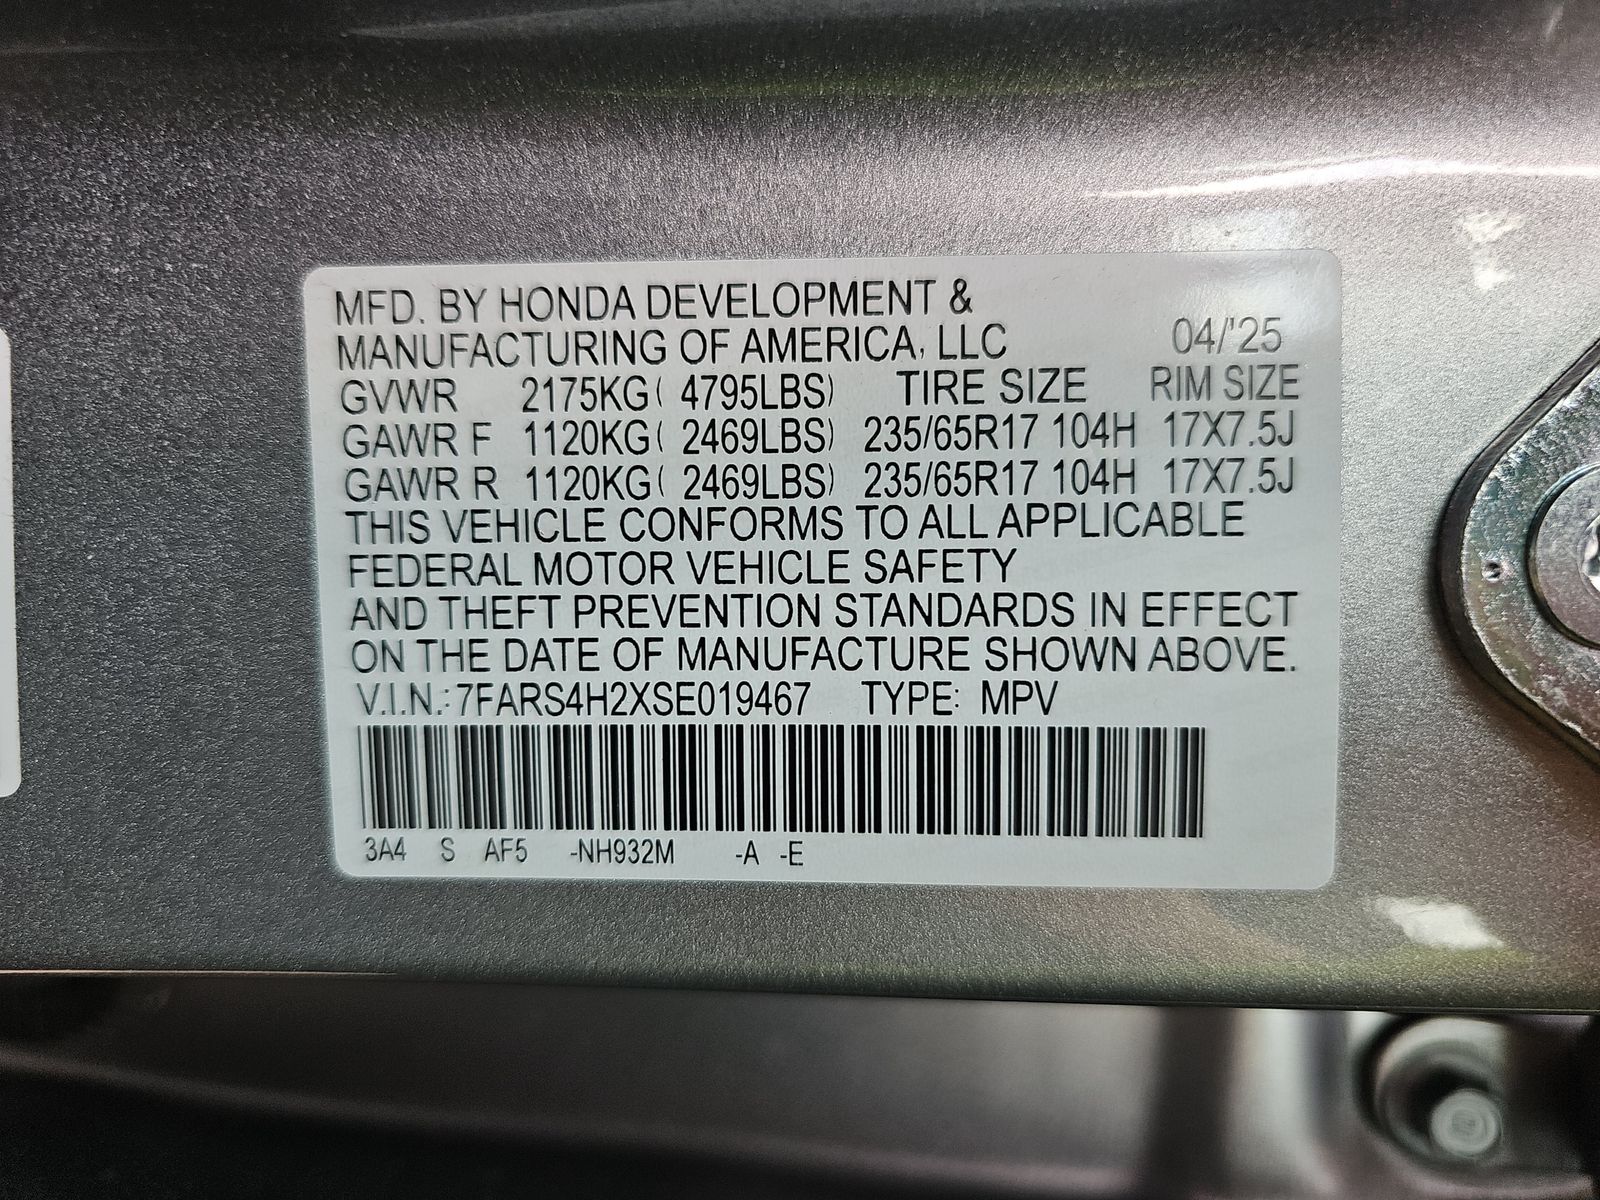 MFD. BY HONDA DEVELOPMENT &
MANUFACTURING OF AMERICA, LLC 04/'25
GVWR 2175KG( 4795LBS) TIRE SIZE RIM SIZE
GAWR F 1120KG( 2469LBS) 235/65R17 104H 17X7.5J
GAWR R 1120KG( 2469LBS) 235/65R17 104H 17X7.5J
THIS VEHICLE CONFORMS TO ALL APPLICABLE
FEDERAL MOTOR VEHICLE SAFETY
AND THEFT PREVENTION STANDARDS IN EFFECT
ON THE DATE OF MANUFACTURE SHOWN ABOVE.
V.I.N.: 7FARS4H2XSE019467 TYPE: MPV
3A4 S AF5 -NH932M -A -E